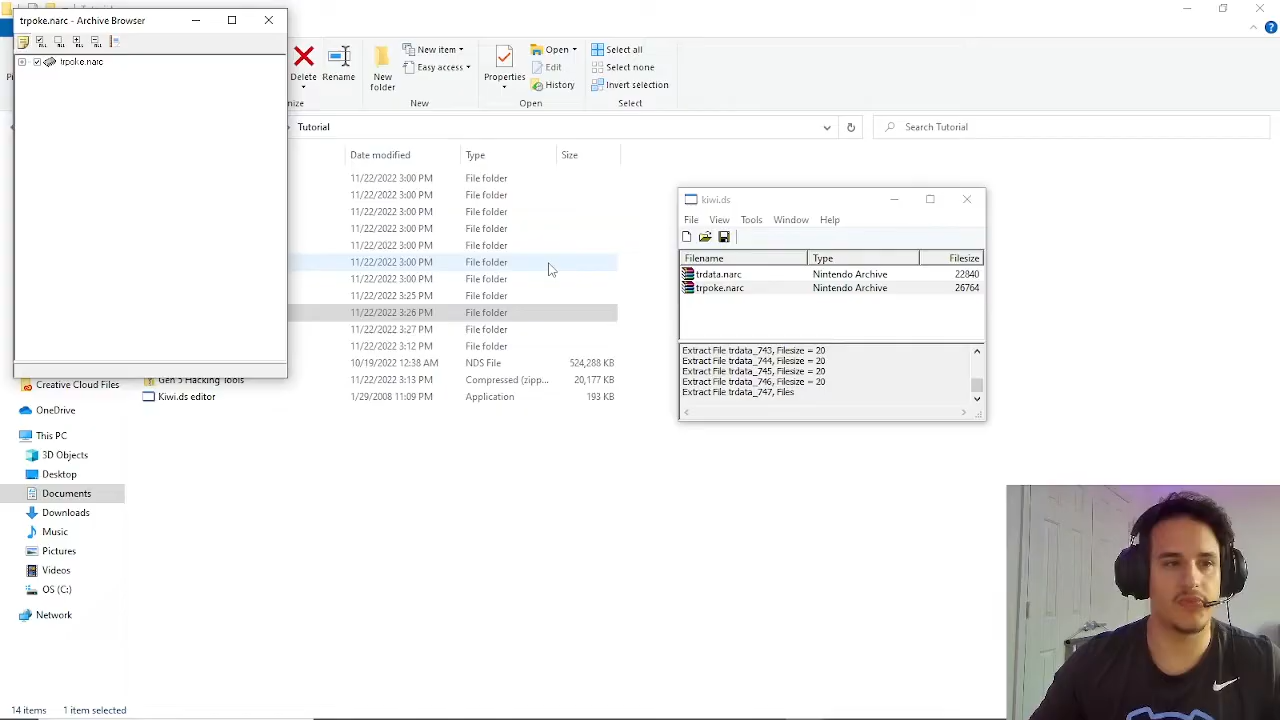 trpoke.narc - Archive Browser
trpoke.narc
Delete
Rename
New folder
New item
Easy access
New
Properties
Open
Edit
History
Open
Select all
Select none
Invert selection
Select
Tutorial
Search Tutorial
Date modified Type Size
11/22/2022 3:00 PM File folder
11/22/2022 3:00 PM File folder
11/22/2022 3:00 PM File folder
11/22/2022 3:00 PM File folder
11/22/2022 3:00 PM File folder
11/22/2022 3:00 PM File folder
11/22/2022 3:00 PM File folder
11/22/2022 3:25 PM File folder
11/22/2022 3:26 PM File folder
11/22/2022 3:27 PM File folder
11/22/2022 3:12 PM File folder
10/19/2022 12:38 AM NDS File 524,288 KB
Gen 5 Hacking Tools 11/22/2022 3:13 PM Compressed (zipp... 20,177 KB
Kiwi.ds editor 1/29/2008 11:09 PM Application 193 KB
Creative Cloud Files
OneDrive
This PC
3D Objects
Desktop
Documents
Downloads
Music
Pictures
Videos
OS (C:)
Network
14 items 1 item selected
kiwi.ds
File View Tools Window Help
Filename Type Filesize
trdata.narc Nintendo Archive 22840
trpoke.narc Nintendo Archive 26764
Extract File trdata_743, Filesize = 20
Extract File trdata_744, Filesize = 20
Extract File trdata_745, Filesize = 20
Extract File trdata_746, Filesize = 20
Extract File trdata_747, Files